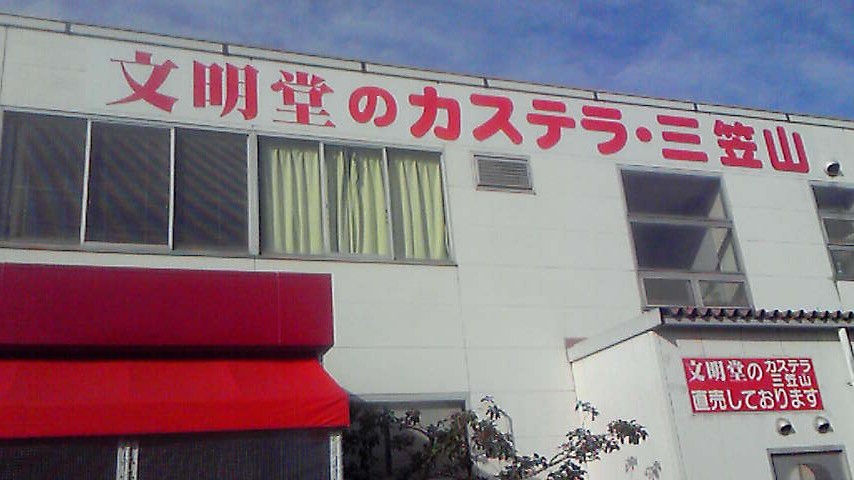 文明堂のカステラ・三笠山
文明堂の カステラ
三笠山
直売しております